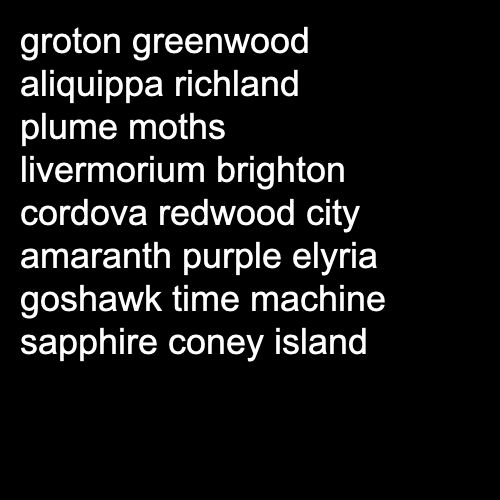 groton greenwood
aliquippa richland
plume moths
livermorium brighton
cordova redwood city
amaranth purple elyria
goshawk time machine
sapphire coney island